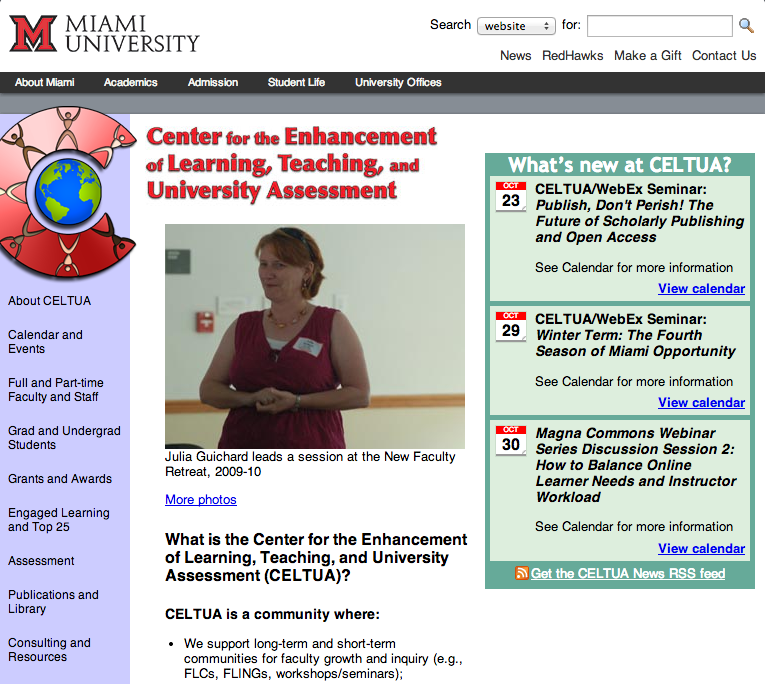 MIAMI
UNIVERSITY
Search website for:
News RedHawks Make a Gift Contact Us
About Miami Academics Admission Student Life University Offices
Center for the Enhancement
of Learning, Teaching, and
University Assessment
About CELTUA
Calendar and
Events
Full and Part-time
Faculty and Staff
Grad and Undergrad
Students
Grants and Awards
Engaged Learning
and Top 25
Assessment
Publications and
Library
Consulting and
Resources
Julia Guichard leads a session at the New Faculty
Retreat, 2009-10
More photos
What is the Center for the Enhancement
of Learning, Teaching, and University
Assessment (CELTUA)?
CELTUA is a community where:
• We support long-term and short-term
communities for faculty growth and inquiry (e.g.,
FLCs, FLINGs, workshops/seminars);
What's new at CELTUA?
OCT
23
CELTUA/WebEx Seminar:
Publish, Don't Perish! The
Future of Scholarly Publishing
and Open Access
See Calendar for more information
View calendar
OCT
29
CELTUA/WebEx Seminar:
Winter Term: The Fourth
Season of Miami Opportunity
See Calendar for more information
View calendar
OCT
30
Magna Commons Webinar
Series Discussion Session 2:
How to Balance Online
Learner Needs and Instructor
Workload
See Calendar for more information
View calendar
Get the CELTUA News RSS feed